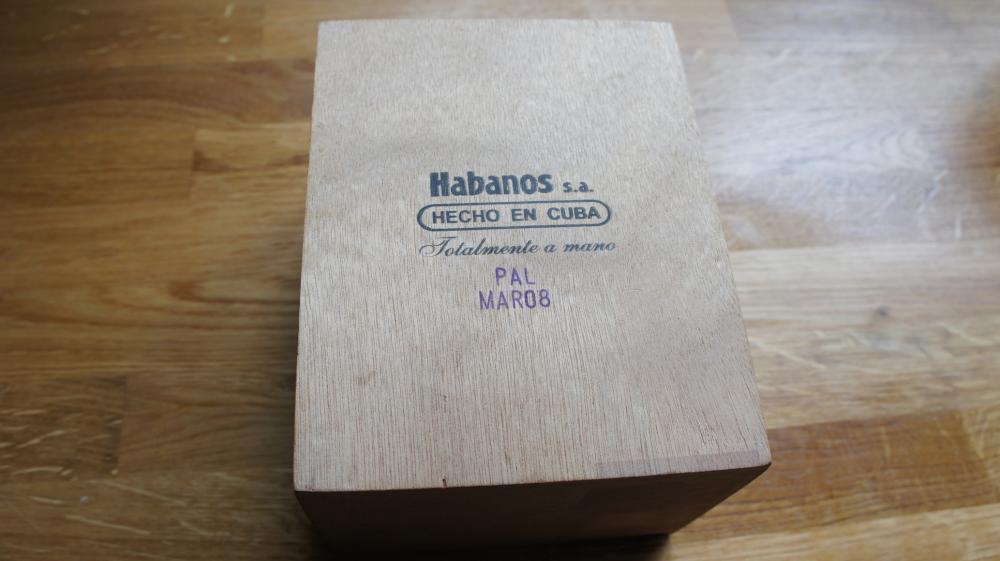 Habanos s.a.
HECHO EN CUBA
Totalmente a mano
PAL
MAR08